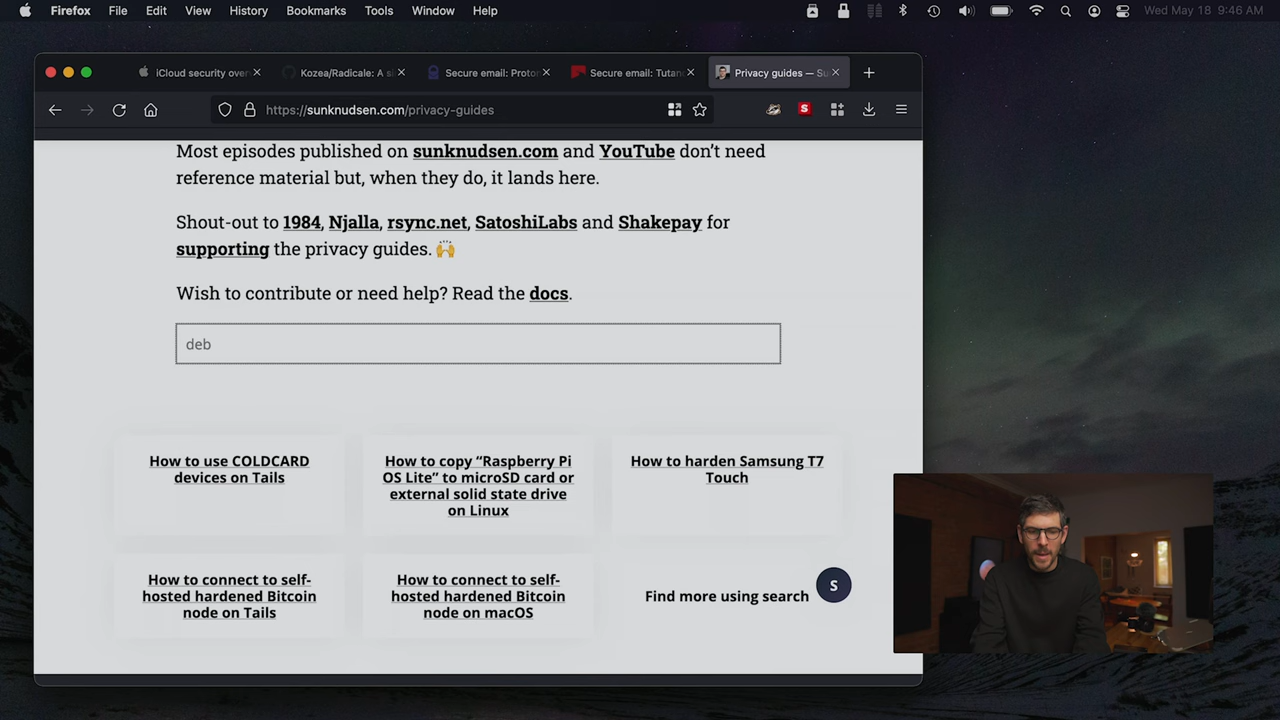 Firefox File Edit View History Bookmarks Tools Window Help Wed May 18 9:46 AM
iCloud security over Kozea/Radicale: A si Secure email: Proton Secure email: Tutano Privacy guides — Su
https://sunknudsen.com/privacy-guides
Most episodes published on sunknudsen.com and YouTube don’t need
reference material but, when they do, it lands here.
Shout-out to 1984, Njalla, rsync.net, SatoshiLabs and Shakepay for
supporting the privacy guides. 🙌
Wish to contribute or need help? Read the docs.
deb
How to use COLDCARD
devices on Tails
How to copy “Raspberry Pi
OS Lite” to microSD card or
external solid state drive
on Linux
How to harden Samsung T7
Touch
How to connect to self-
hosted hardened Bitcoin
node on Tails
How to connect to self-
hosted hardened Bitcoin
node on macOS
Find more using search
S